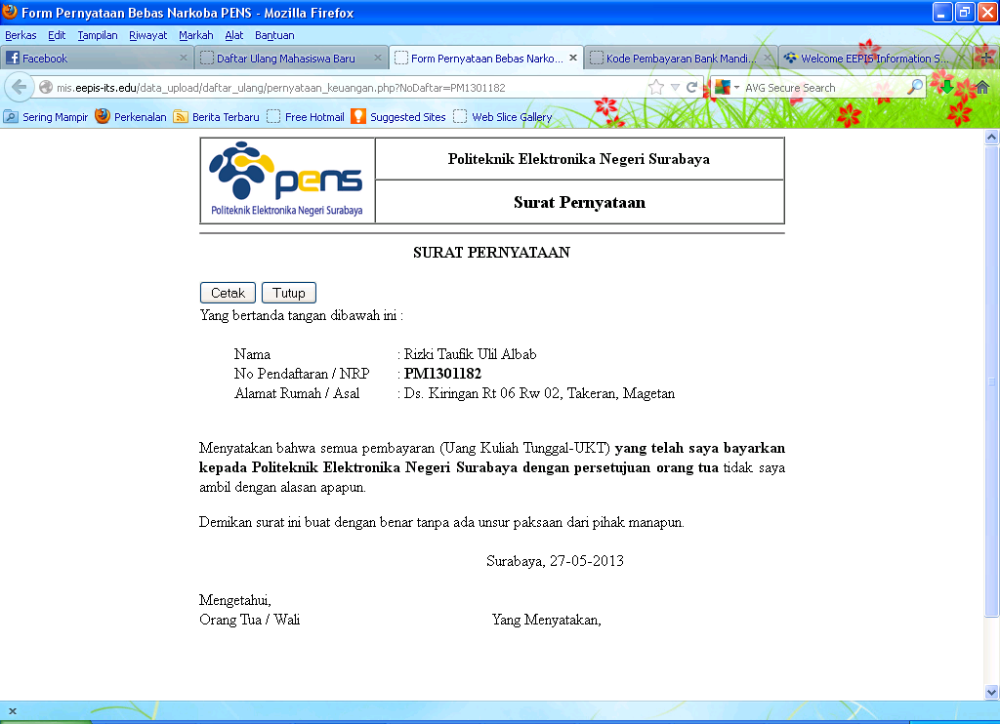 Form Pernyataan Bebas Narkoba PENS - Mozilla Firefox
Berkas Edit Tampilan Riwayat Markah Alat Bantuan
Facebook Daftar Ulang Mahasiswa Baru Form Pernyataan Bebas Narko... Kode Pembayaran Bank Mandi... Welcome EEPIS Information S...
mis.eepis-its.edu/data_upload/daftar_ulang/pernyataan_keuangan.php?NoDaftar=PM1301182 AVG Secure Search
Sering Mampir Perkenalan Berita Terbaru Free Hotmail Suggested Sites Web Slice Gallery
pens
Politeknik Elektronika Negeri Surabaya
Politeknik Elektronika Negeri Surabaya
Surat Pernyataan
SURAT PERNYATAAN
Cetak Tutup
Yang bertanda tangan dibawah ini :
Nama : Rizki Taufik Ulil Albab
No Pendaftaran / NRP : PM1301182
Alamat Rumah / Asal : Ds. Kiringan Rt 06 Rw 02, Takeran, Magetan
Menyatakan bahwa semua pembayaran (Uang Kuliah Tunggal-UKT) yang telah saya bayarkan
kepada Politeknik Elektronika Negeri Surabaya dengan persetujuan orang tua tidak saya
ambil dengan alasan apapun.
Demikan surat ini buat dengan benar tanpa ada unsur paksaan dari pihak manapun.
Surabaya, 27-05-2013
Mengetahui,
Orang Tua / Wali Yang Menyatakan,